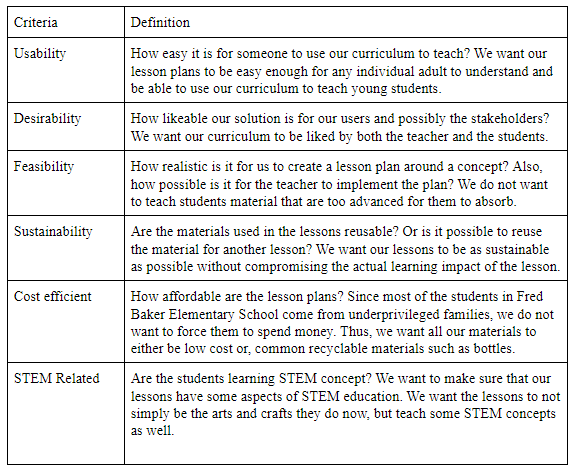 Criteria
Definition
Usability
How easy it is for someone to use our curriculum to teach? We want our
lesson plans to be easy enough for any individual adult to understand and
be able to use our curriculum to teach young students.
Desirability
How likeable our solution is for our users and possibly the stakeholders?
We want our curriculum to be liked by both the teacher and the students.
Feasibility
How realistic is it for us to create a lesson plan around a concept? Also,
how possible is it for the teacher to implement the plan? We do not want
to teach students material that are too advanced for them to absorb.
Sustainability
Are the materials used in the lessons reusable? Or is it possible to reuse
the material for another lesson? We want our lessons to be as sustainable
as possible without compromising the actual learning impact of the lesson.
Cost efficient
How affordable are the lesson plans? Since most of the students in Fred
Baker Elementary School come from underprivileged families, we do not
want to force them to spend money. Thus, we want all our materials to
either be low cost or, common recyclable materials such as bottles.
STEM Related
Are the students learning STEM concept? We want to make sure that our
lessons have some aspects of STEM education. We want the lessons to not
simply be the arts and crafts they do now, but teach some STEM concepts
as well.